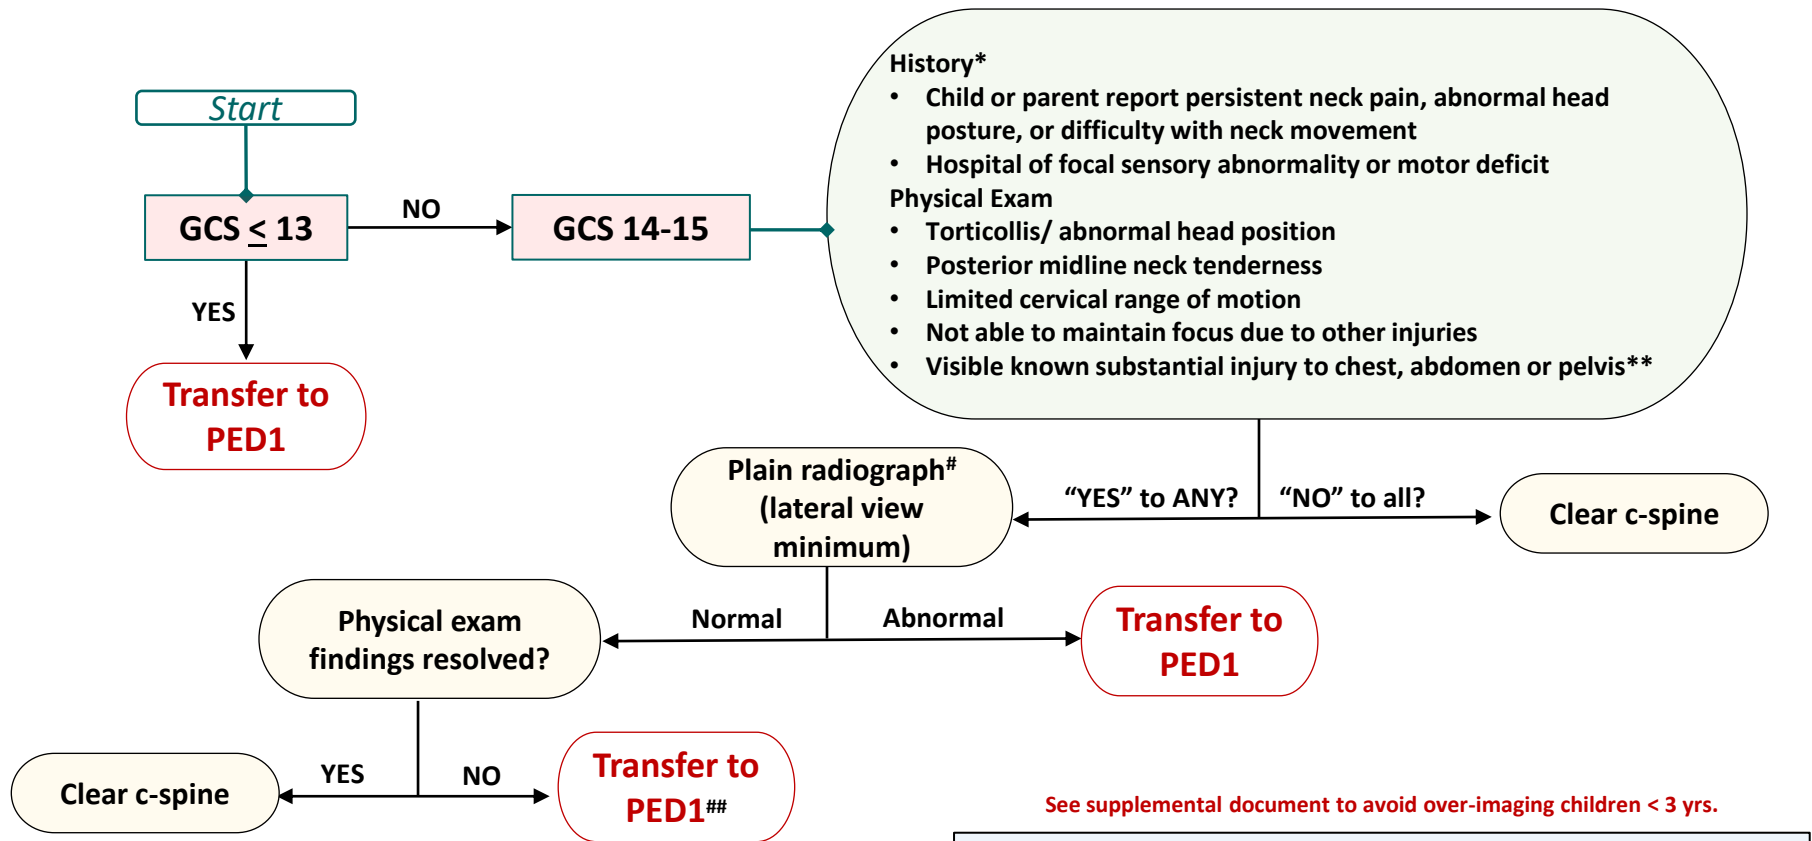 Start
GCS ≤ 13
NO
GCS 14-15
YES
Transfer to
PED1
History*
• Child or parent report persistent neck pain, abnormal head
posture, or difficulty with neck movement
• Hospital of focal sensory abnormality or motor deficit
Physical Exam
• Torticollis/ abnormal head position
• Posterior midline neck tenderness
• Limited cervical range of motion
• Not able to maintain focus due to other injuries
• Visible known substantial injury to chest, abdomen or pelvis**
Plain radiograph#
(lateral view
minimum)
“YES” to ANY?
“NO” to all?
Clear c-spine
Physical exam
findings resolved?
Normal
Abnormal
Transfer to
PED1
Clear c-spine
YES
NO
Transfer to
PED1##
See supplemental document to avoid over-imaging children < 3 yrs.